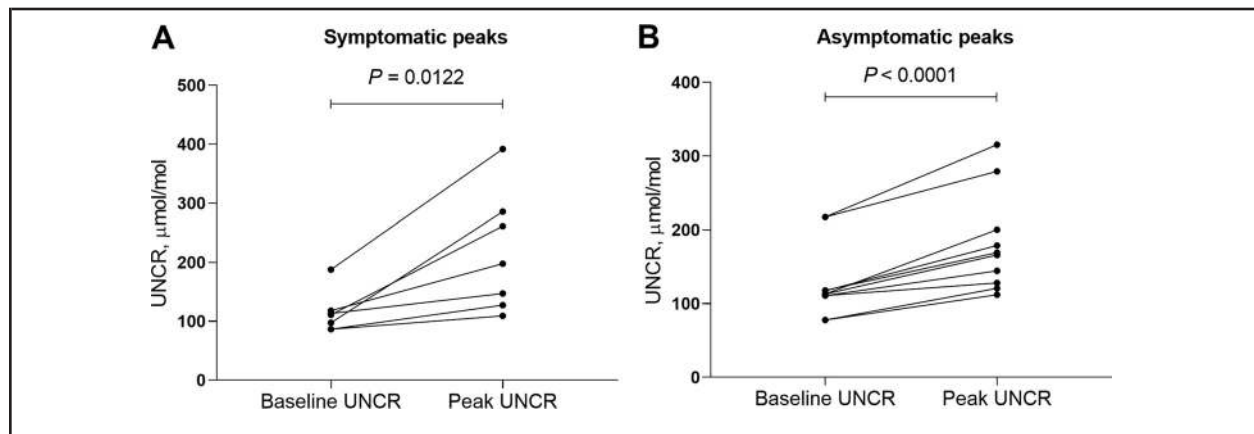 A
Symptomatic peaks
P = 0.0122
500
400
300
200
100
0
UNCR, μmol/mol
Baseline UNCR
Peak UNCR
B
Asymptomatic peaks
P < 0.0001
400
300
200
100
0
UNCR, μmol/mol
Baseline UNCR
Peak UNCR